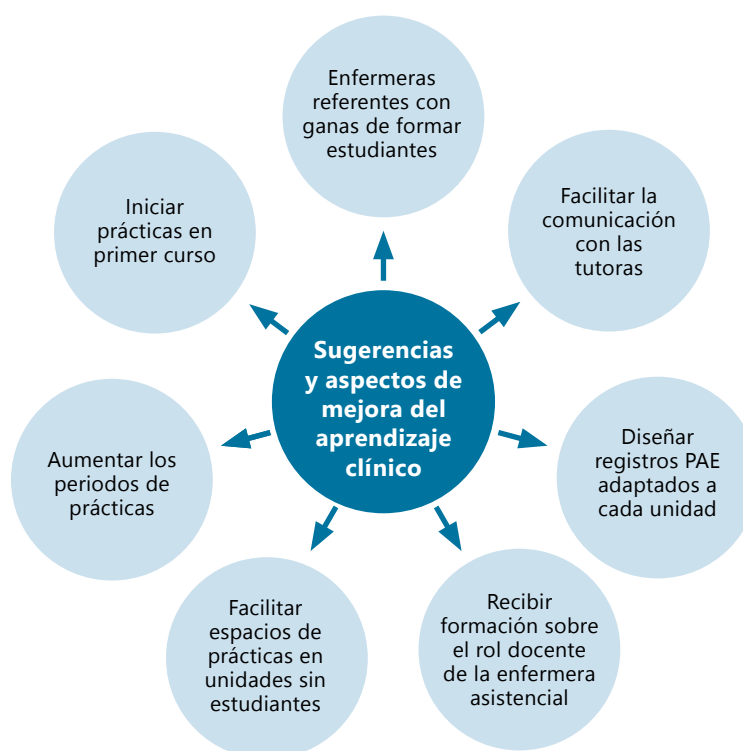 Enfermeras
referentes con
ganas de formar
estudiantes
Facilitar la
comunicación
con las
tutoras
Diseñar
registros PAE
adaptados a
cada unidad
Recibir
formación sobre
el rol docente
de la enfermera
asistencial
Facilitar
espacios de
prácticas en
unidades sin
estudiantes
Aumentar los
periodos de
prácticas
Iniciar
prácticas en
primer curso
Sugerencias
y aspectos de
mejora del
aprendizaje
clínico